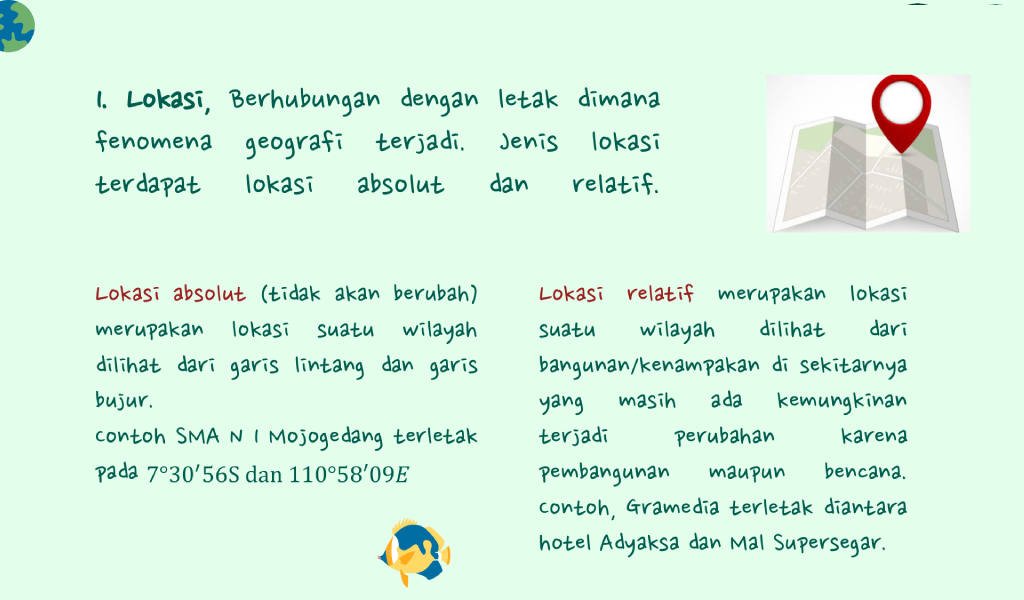 1. Lokasi, Berhubungan dengan letak dimana
fenomena geografi terjadi. Jenis lokasi
terdapat lokasi absolut dan relatif.
Lokasi absolut (tidak akan berubah)
merupakan lokasi suatu wilayah
dilihat dari garis lintang dan garis
bujur.
Contoh SMA N 1 Mojogedang terletak
pada 7°30′56S dan 110°58′09E
Lokasi relatif merupakan lokasi
suatu wilayah dilihat dari
bangunan/kenampakan di sekitarnya
yang masih ada kemungkinan
terjadi perubahan karena
pembangunan maupun bencana.
Contoh, Gramedia terletak diantara
hotel Adyaksa dan Mal Supersegar.